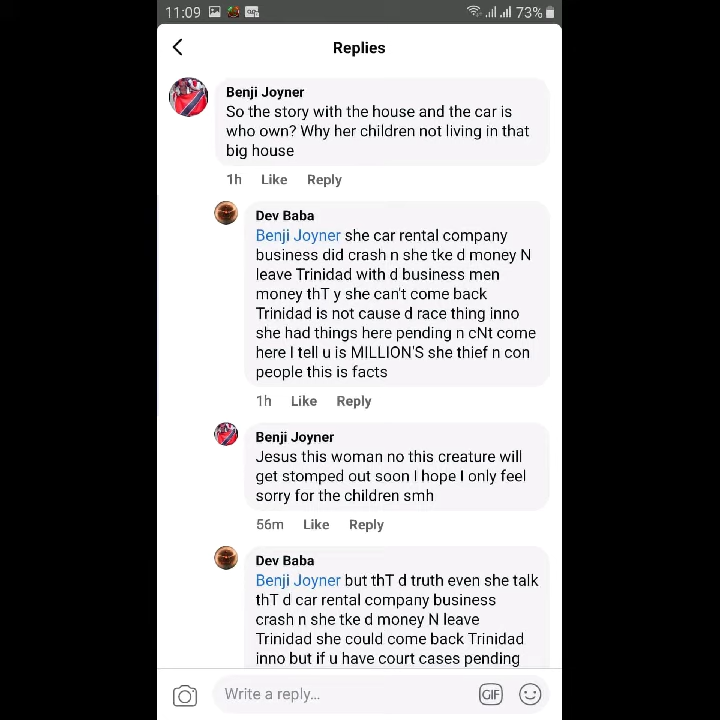 11:09
73%
Replies
Benji Joyner
So the story with the house and the car is
who own? Why her children not living in that
big house
1h Like Reply
Dev Baba
Benji Joyner she car rental company
business did crash n she tke d money N
leave Trinidad with d business men
money thT y she can't come back
Trinidad is not cause d race thing inno
she had things here pending n cNt come
here I tell u is MILLION'S she thief n con
people this is facts
1h Like Reply
Benji Joyner
Jesus this woman no this creature will
get stomped out soon I hope I only feel
sorry for the children smh
56m Like Reply
Dev Baba
Benji Joyner but thT d truth even she talk
thT d car rental company business
crash n she tke d money N leave
Trinidad she could come back Trinidad
inno but if u have court cases pending
Write a reply...
GIF